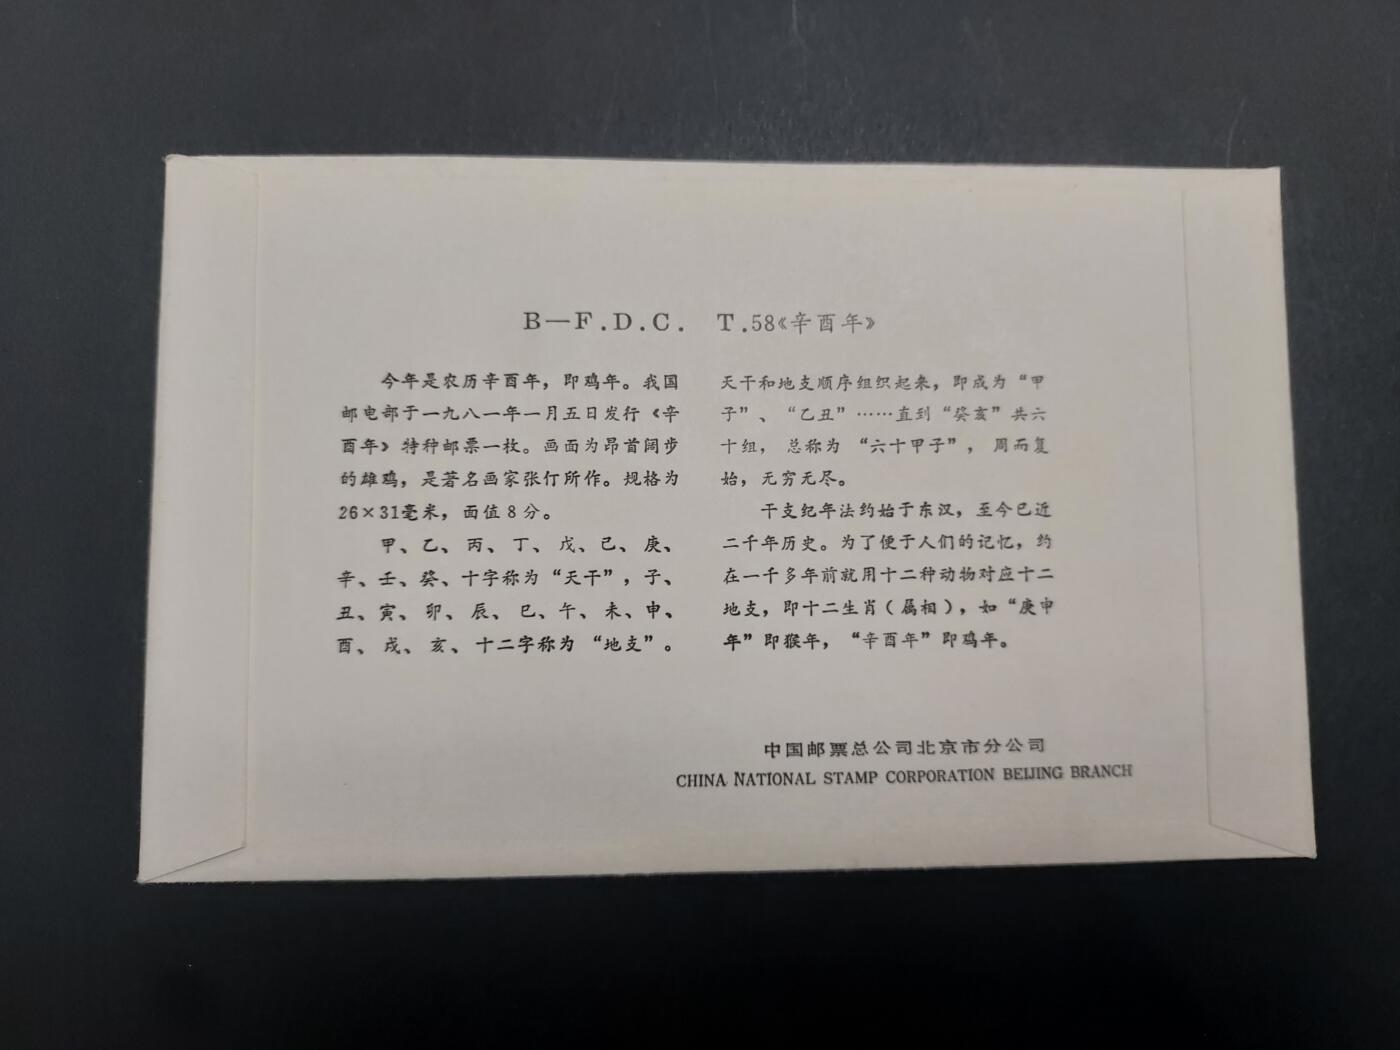 B—F.D.C. T.58《辛酉年》
今年是农历辛酉年，即鸡年。我国
邮电部于一九八一年一月五日发行《辛
酉年》特种邮票一枚。画面为昂首阔步
的雄鸡，是著名画家张仃所作。规格为
26×31毫米，面值8分。
甲、乙、丙、丁、戊、己、庚、
辛、壬、癸、十字称为“天干”，子、
丑、寅、卯、辰、巳、午、未、申、
酉、戌、亥、十二字称为“地支”。
天干和地支顺序组织起来，即成为“甲
子”、“乙丑”……直到“癸亥”共六
十组，总称为“六十甲子”，周而复
始，无穷无尽。
干支纪年法约始于东汉，至今已近
二千年历史。为了便于人们的记忆，约
在一千多年前就用十二种动物对应十二
地支，即十二生肖（属相），如“庚申
年”即猴年，“辛酉年”即鸡年。
中国邮票总公司北京市分公司
CHINA NATIONAL STAMP CORPORATION BEIJING BRANCH